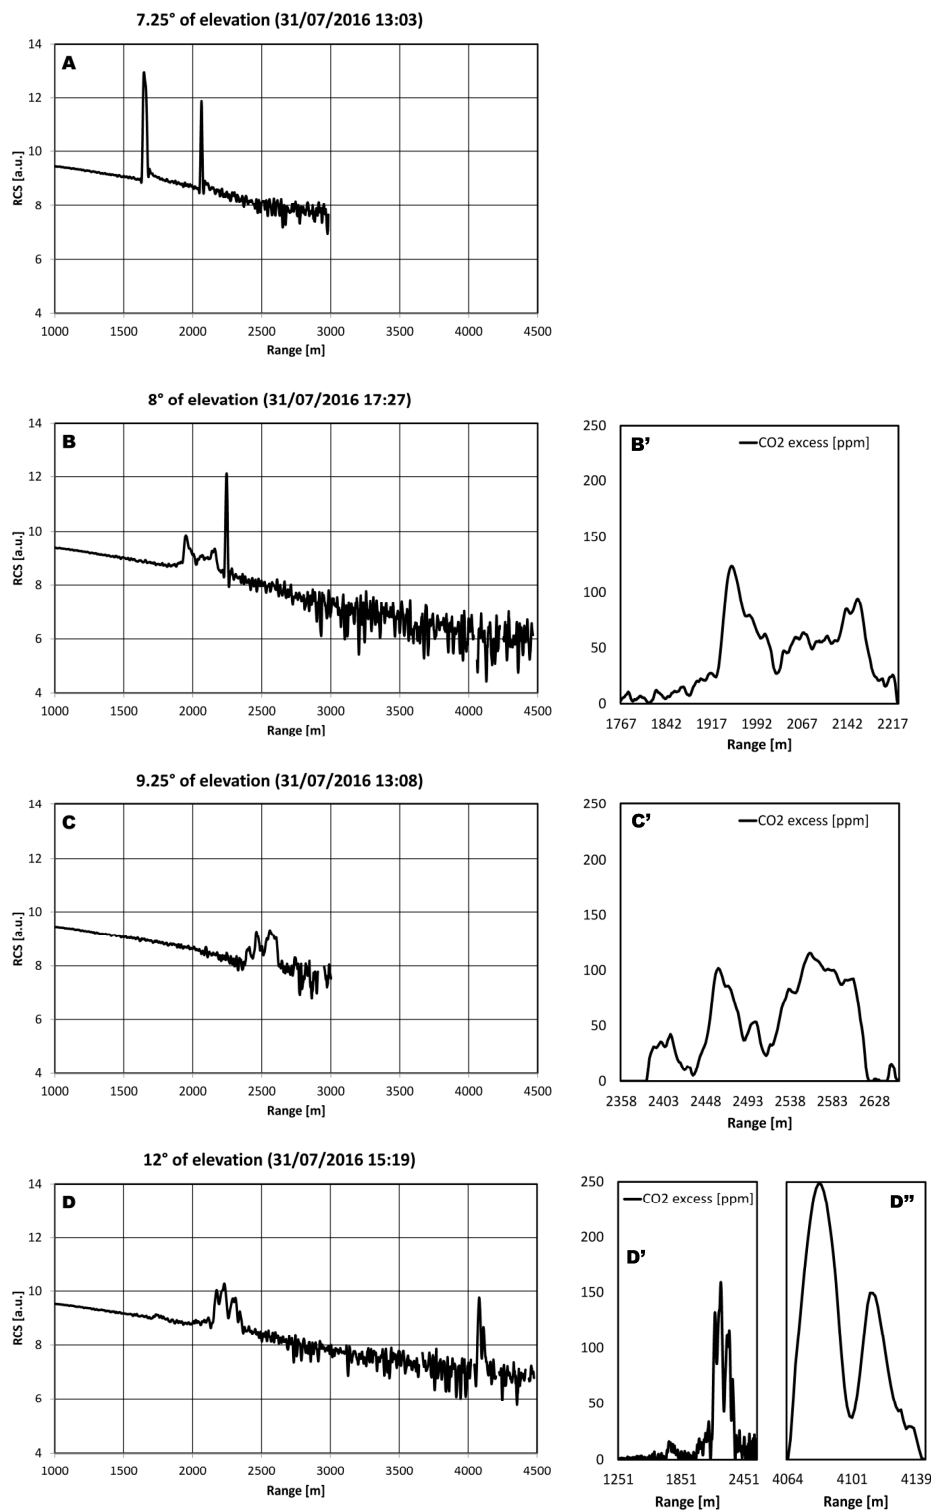 7.25° of elevation (31/07/2016 13:03)
A
14
12
10
8
6
4
RCS [a.u.]
1000 1500 2000 2500 3000 3500 4000 4500
Range [m]
8° of elevation (31/07/2016 17:27)
B
14
12
10
8
6
4
RCS [a.u.]
1000 1500 2000 2500 3000 3500 4000 4500
Range [m]
B'
CO2 excess [ppm]
250
200
150
100
50
0
1767 1842 1917 1992 2067 2142 2217
Range [m]
9.25° of elevation (31/07/2016 13:08)
C
14
12
10
8
6
4
RCS [a.u.]
1000 1500 2000 2500 3000 3500 4000 4500
Range [m]
C'
CO2 excess [ppm]
250
200
150
100
50
0
2358 2403 2448 2493 2538 2583 2628
Range [m]
12° of elevation (31/07/2016 15:19)
D
14
12
10
8
6
4
RCS [a.u.]
1000 1500 2000 2500 3000 3500 4000 4500
Range [m]
CO2 excess [ppm]
D'
250
200
150
100
50
0
1251 1851 2451
Range [m]
D"
4064 4101 4139
Range [m]